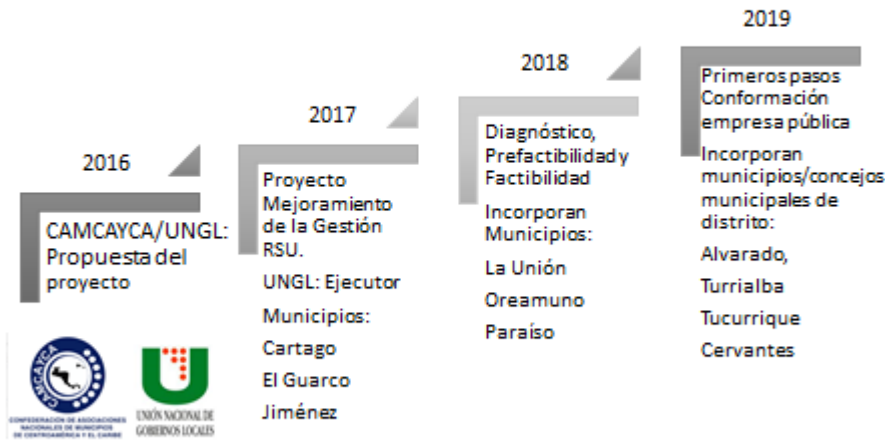 2016
CAMCAYCA/UNGL:
Propuesta del
proyecto
2017
Proyecto
Mejoramiento
de la Gestión
RSU.
UNGL: Ejecutor
Municipios:
Cartago
El Guarco
Jiménez
2018
Diagnóstico,
Prefactibilidad y
Factibilidad
Incorporan
Municipios:
La Unión
Oreamuno
Paraíso
2019
Primeros pasos
Conformación
empresa pública
Incorporan
municipios/concejos
municipales de
distrito:
Alvarado,
Turrialba
Tucurrique
Cervantes
CAMCAYCA
CONFEDERACIÓN DE ASOCIACIONES
NACIONALES DE MUNICIPIOS
DE CENTROAMÉRICA Y EL CARIBE
UNIÓN NACIONAL DE
GOBIERNOS LOCALES